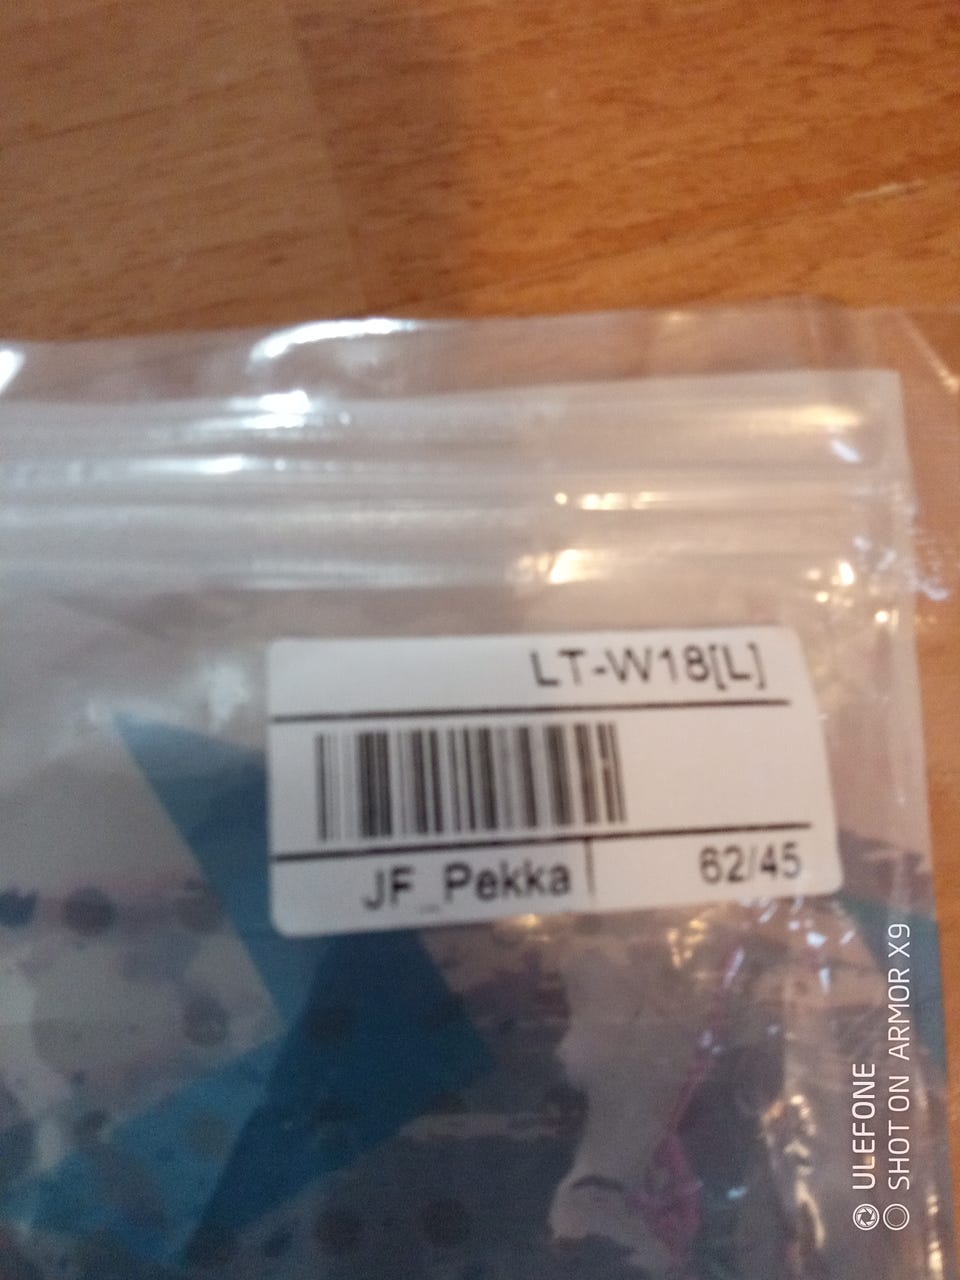 LT-W18[L]
JF_Pekka
62/45
ULEFONE
SHOT ON ARMOR X9